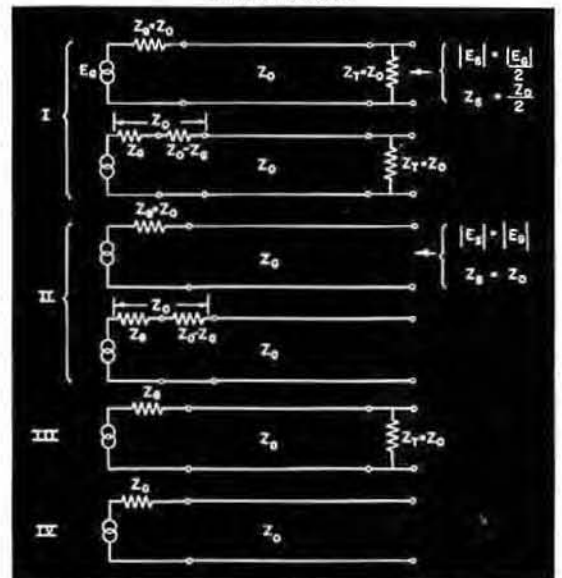 Zg=Z0
EG
Z0
ZT=Z0
|Es| = |EG|/2
Zs = Z0/2
I
Z0
ZG
Z0-Zg
Z0
ZT=Z0
Zg=Z0
|Es| = |EG|
Zs = Z0
II
Z0
Zg
Z0-ZG
Z0
Zg
III
Z0
ZT=Z0
ZG
IV
Z0